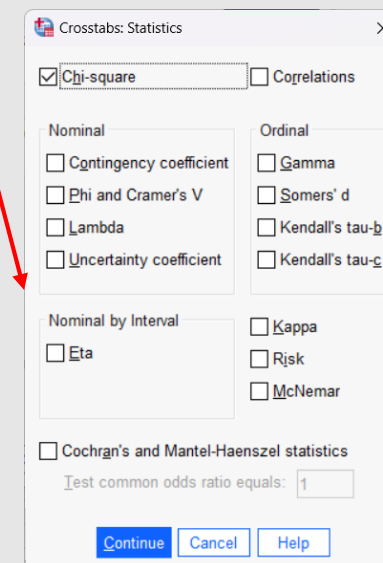 Crosstabs: Statistics
Chi-square
Correlations
Nominal
Contingency coefficient
Phi and Cramer's V
Lambda
Uncertainty coefficient
Ordinal
Gamma
Somers' d
Kendall's tau-b
Kendall's tau-c
Nominal by Interval
Eta
Kappa
Risk
McNemar
Cochran's and Mantel-Haenszel statistics
Test common odds ratio equals: 1
Continue Cancel Help